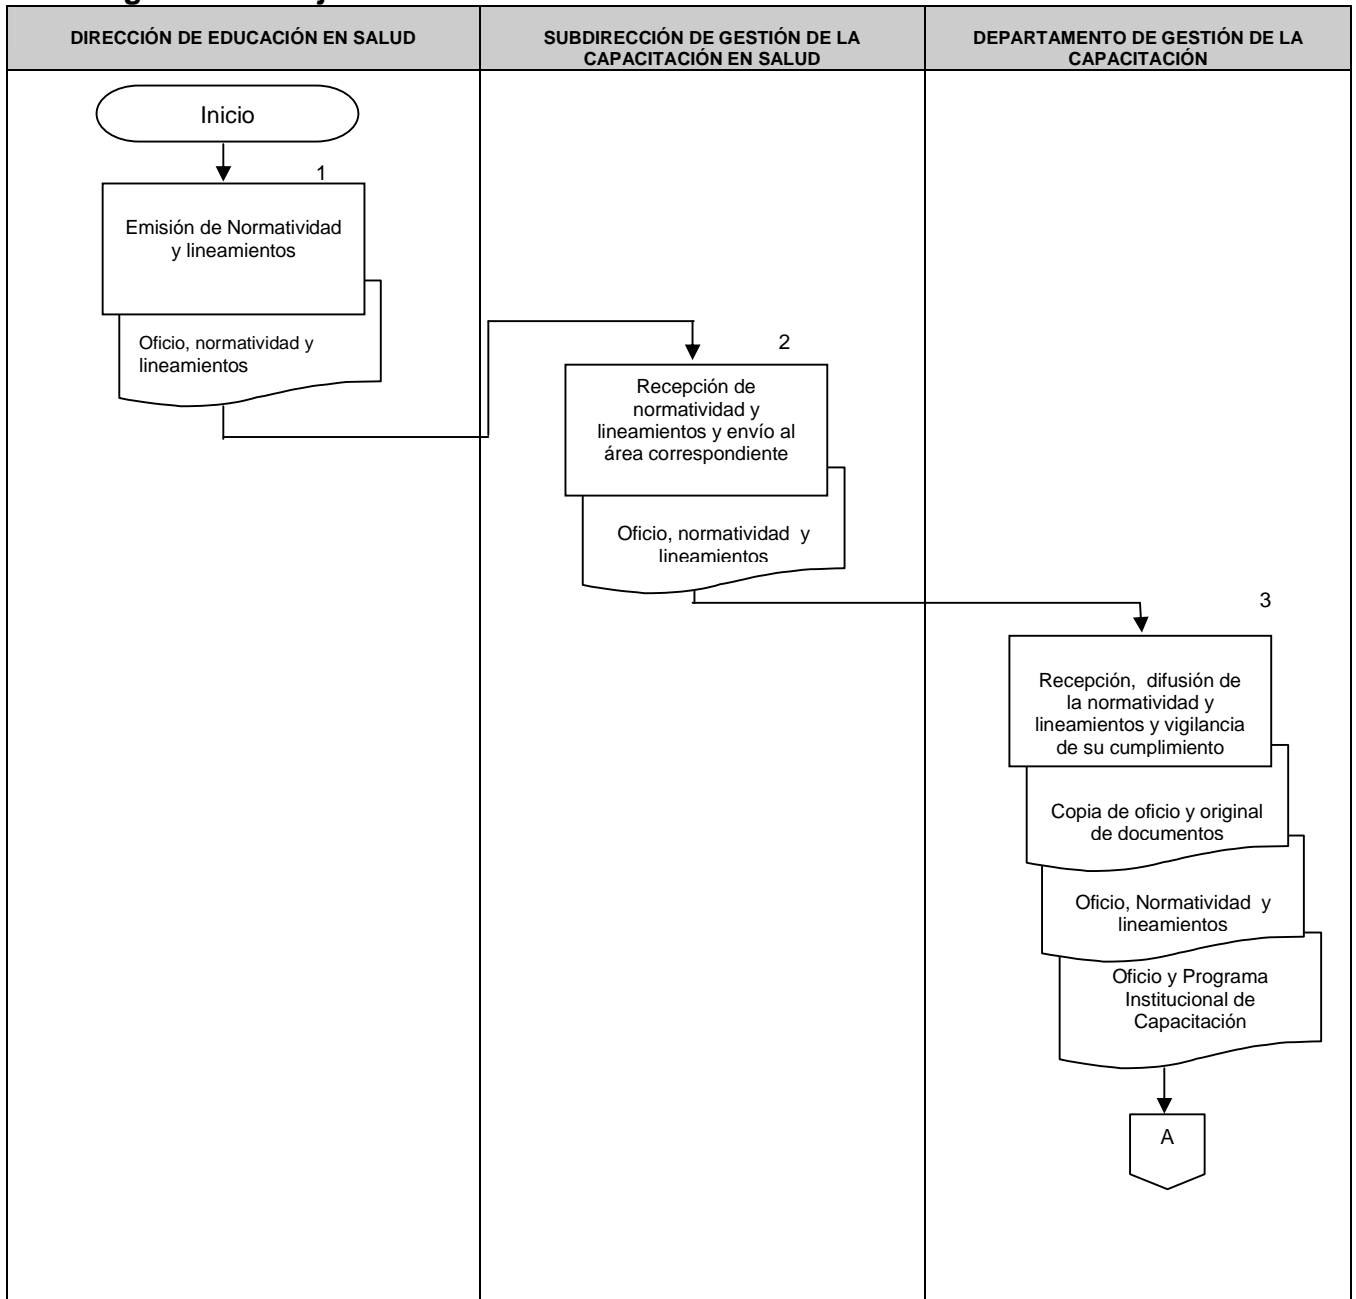 DIRECCIÓN DE EDUCACIÓN EN SALUD
SUBDIRECCIÓN DE GESTIÓN DE LA
CAPACITACIÓN EN SALUD
DEPARTAMENTO DE GESTIÓN DE LA
CAPACITACIÓN
Inicio
1
Emisión de Normatividad
y lineamientos
Oficio, normatividad y
lineamientos
2
Recepción de
normatividad y
lineamientos y envío al
área correspondiente
Oficio, normatividad y
lineamientos
3
Recepción, difusión de
la normatividad y
lineamientos y vigilancia
de su cumplimiento
Copia de oficio y original
de documentos
Oficio, Normatividad y
lineamientos
Oficio y Programa
Institucional de
Capacitación
A